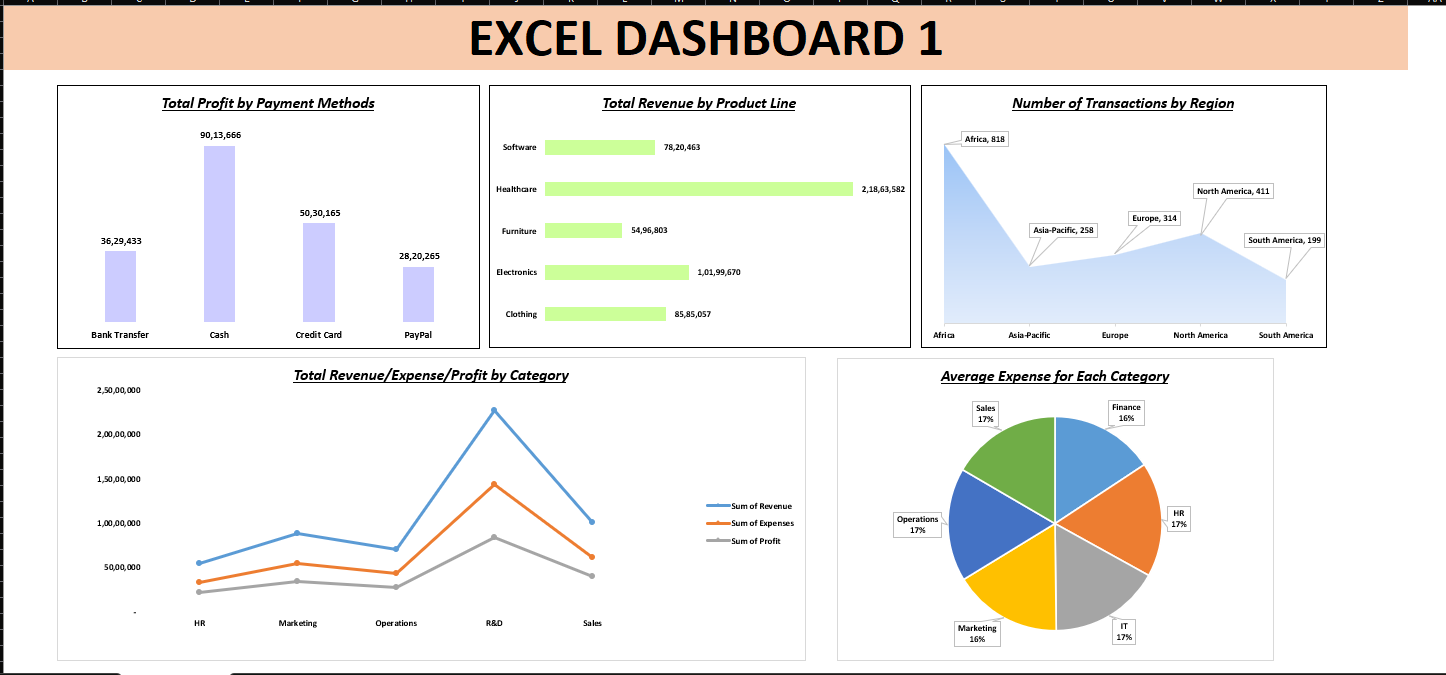 EXCEL DASHBOARD 1
Total Profit by Payment Methods
90,13,666
50,30,165
36,29,433
28,20,265
Bank Transfer
Cash
Credit Card
PayPal
Total Revenue by Product Line
Software
78,20,463
Healthcare
2,18,63,582
Furniture
54,96,803
Electronics
1,01,99,670
Clothing
85,85,057
Number of Transactions by Region
Africa, 818
North America, 411
Europe, 314
Asia-Pacific, 258
South America, 199
Africa
Asia-Pacific
Europe
North America
South America
Total Revenue/Expense/Profit by Category
2,50,00,000
2,00,00,000
1,50,00,000
1,00,00,000
50,00,000
-
HR
Marketing
Operations
R&D
Sales
Sum of Revenue
Sum of Expenses
Sum of Profit
Average Expense for Each Category
Sales
17%
Finance
16%
Operations
17%
HR
17%
Marketing
16%
IT
17%